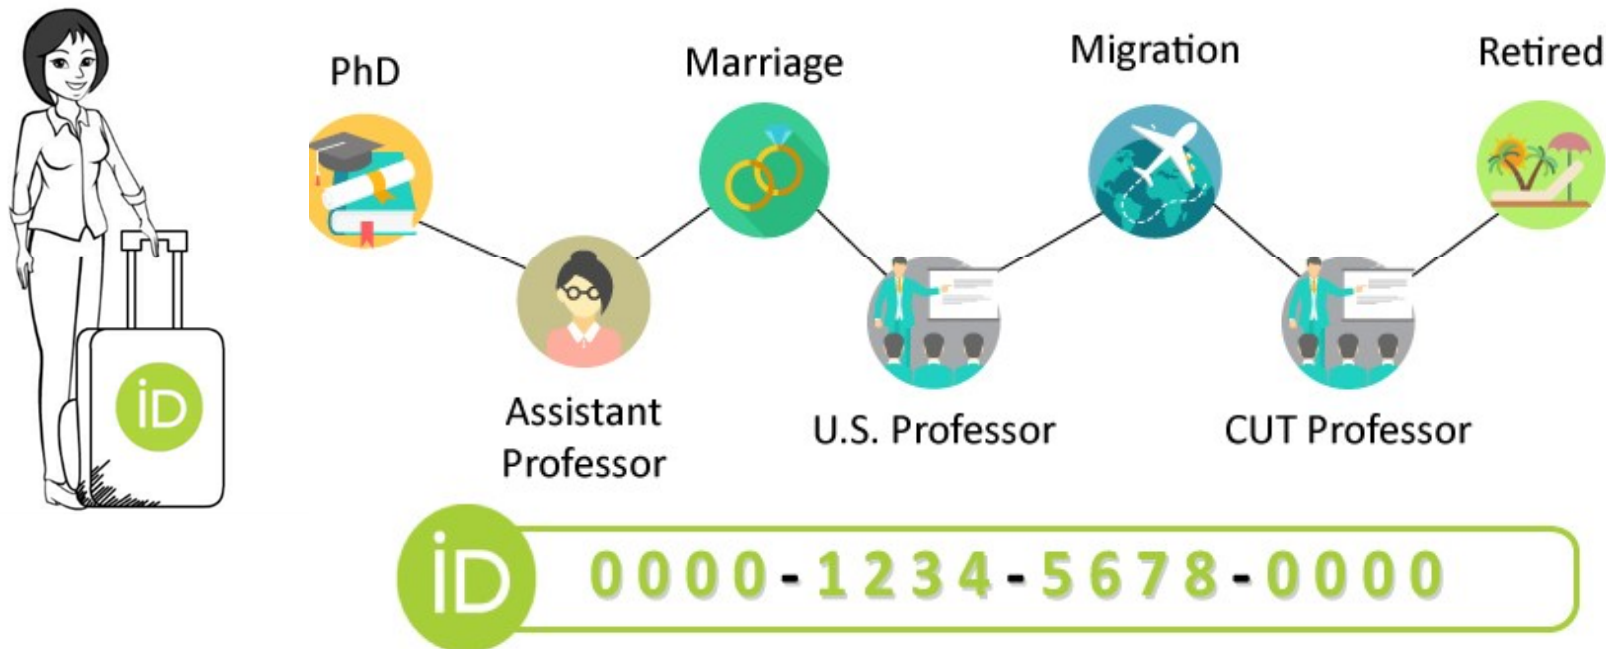 PhD
Marriage
Migration
Retired
Assistant
Professor
U.S. Professor
CUT Professor
iD
iD 0000-1234-5678-0000